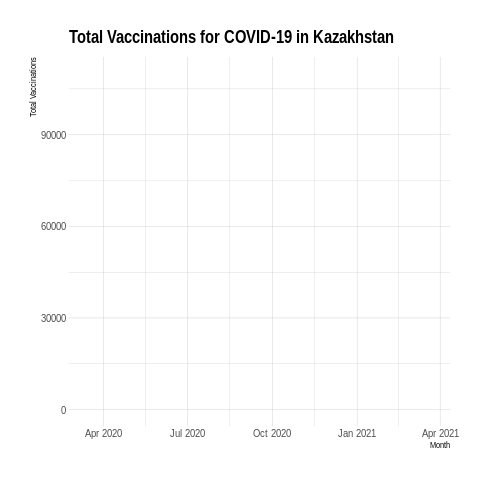 Total Vaccinations for COVID-19 in Kazakhstan
Total Vaccinations
90000
60000
30000
0
Apr 2020 Jul 2020 Oct 2020 Jan 2021 Apr 2021
Month